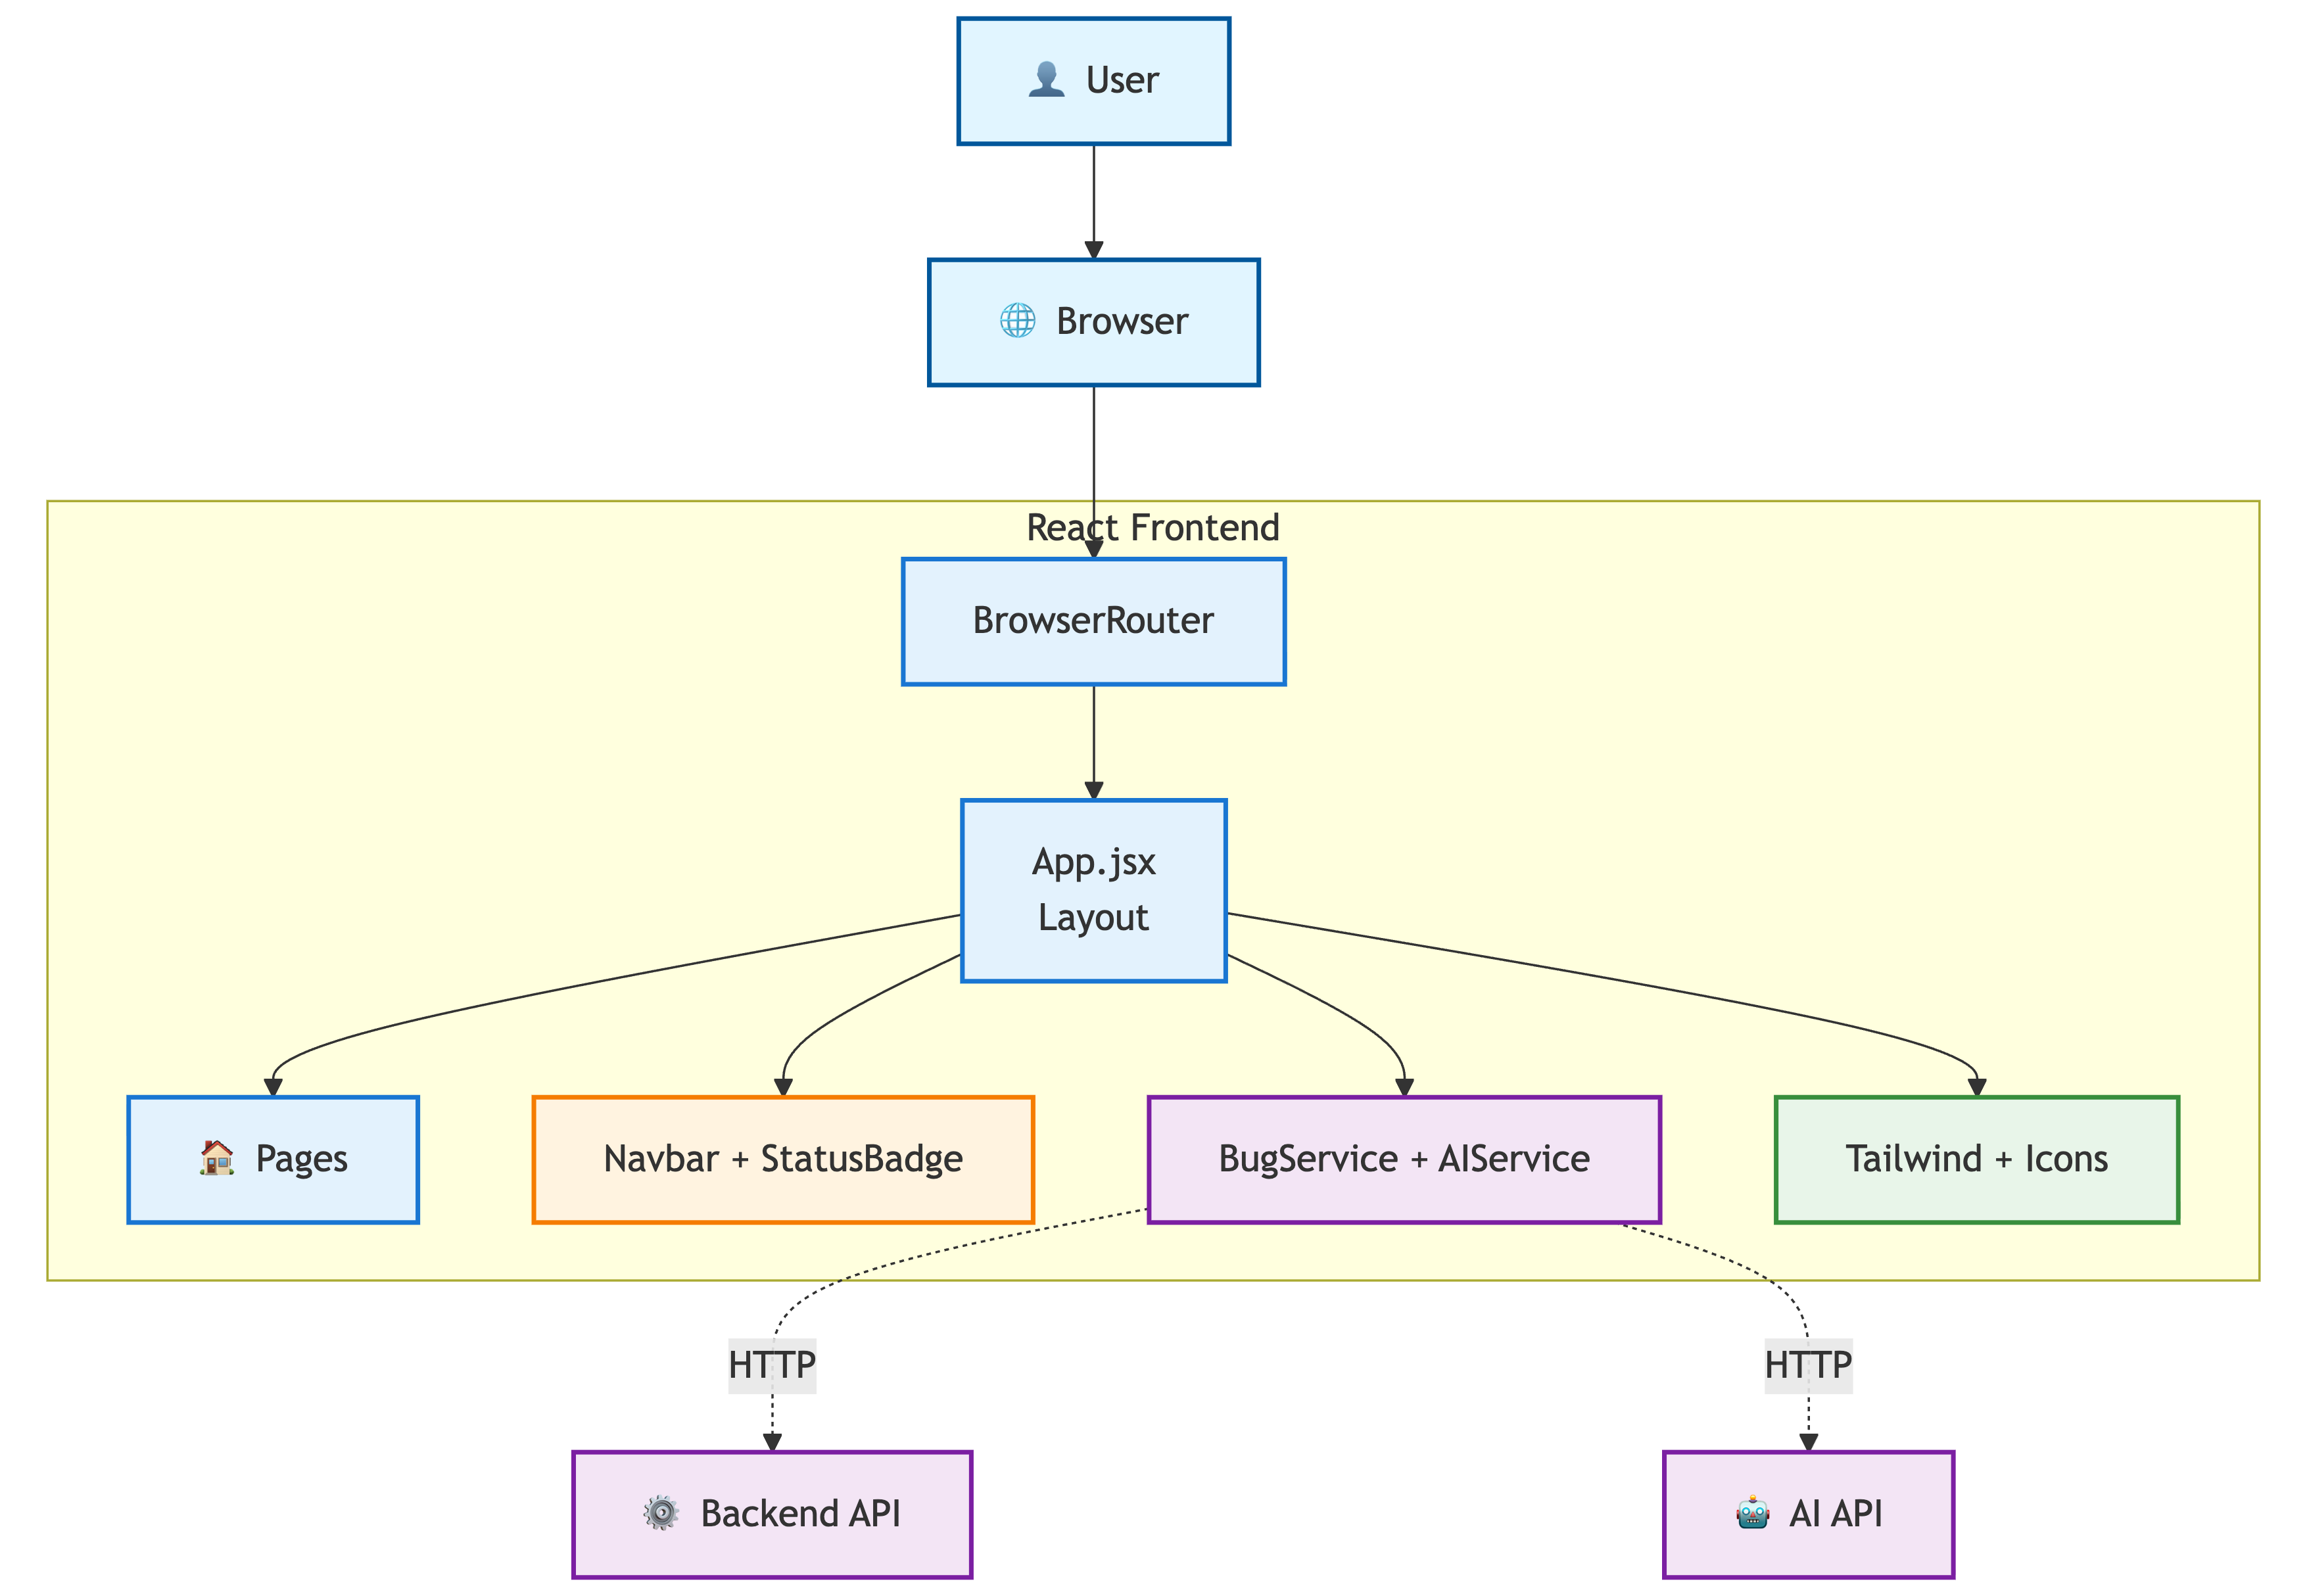 User
Browser
React Frontend
BrowserRouter
App.jsx
Layout
Pages
Navbar + StatusBadge
BugService + AIService
Tailwind + Icons
HTTP
HTTP
Backend API
AI API